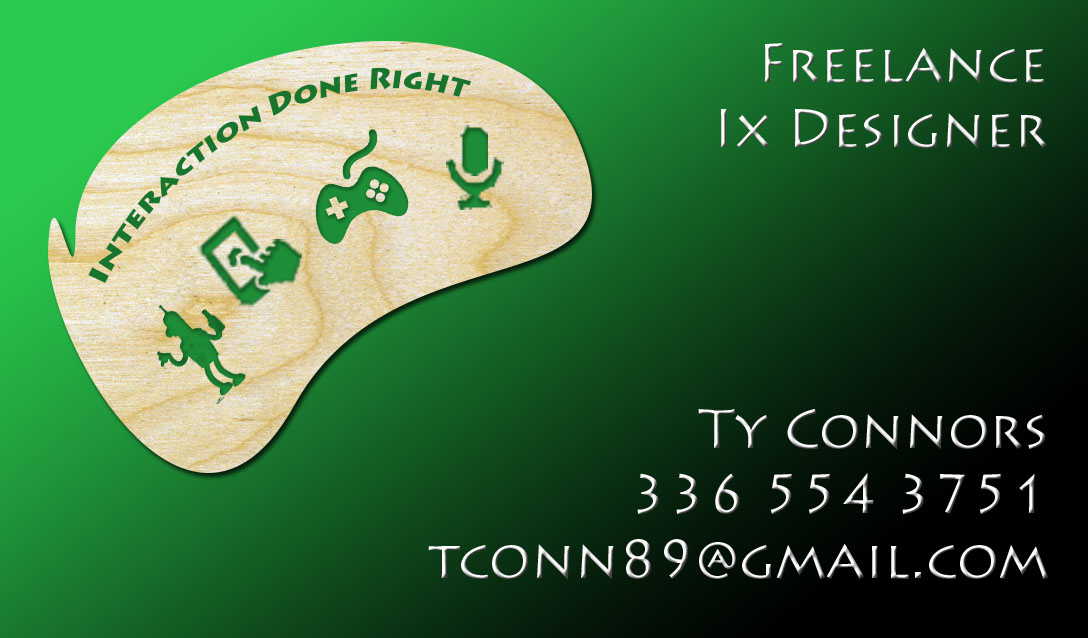 Interaction Done Right
Freelance
Ix Designer
Ty Connors
336 554 3751
tconn89@gmail.com